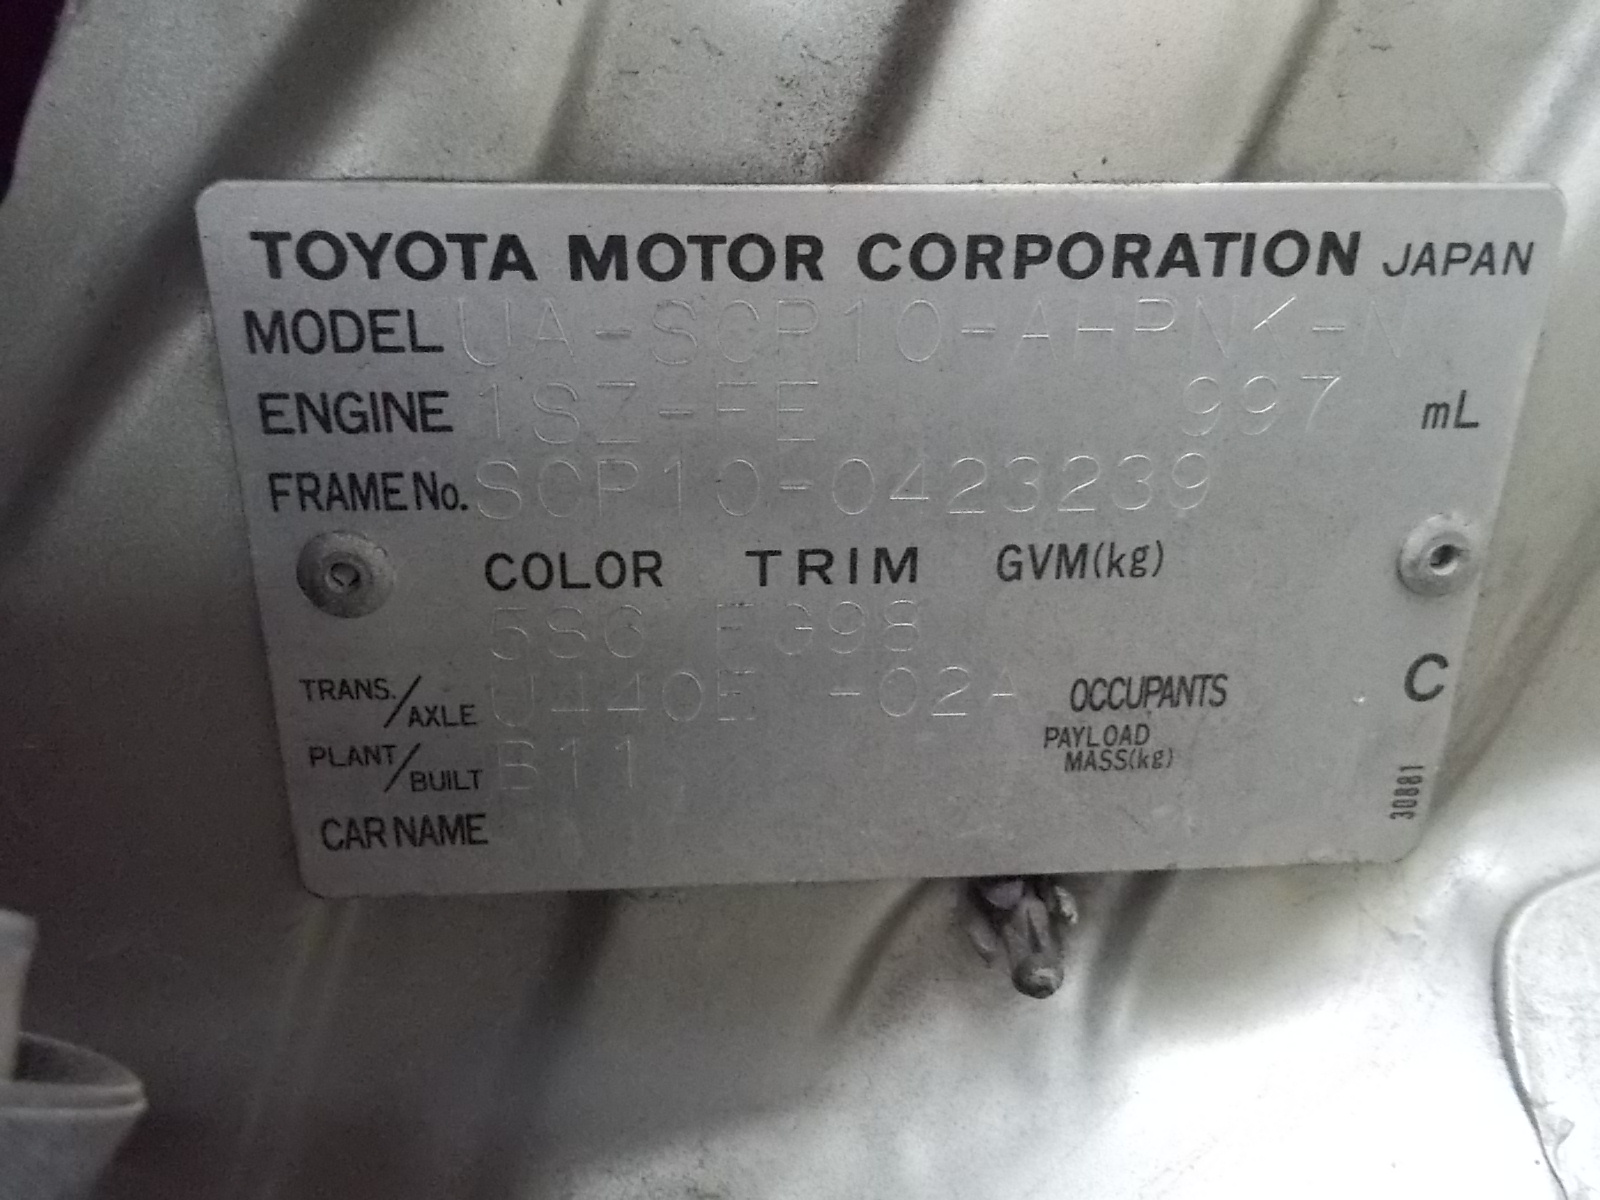 TOYOTA MOTOR CORPORATION JAPAN
MODEL UA-SCP10-AHPNK-N
ENGINE 1SZ-FE 997 mL
FRAME No. SCP10-0423239
COLOR TRIM GVM(kg)
5S6 FG98
TRANS./AXLE U440E -02A OCCUPANTS C
PLANT/BUILT B11 PAYLOAD MASS(kg)
CAR NAME
30881